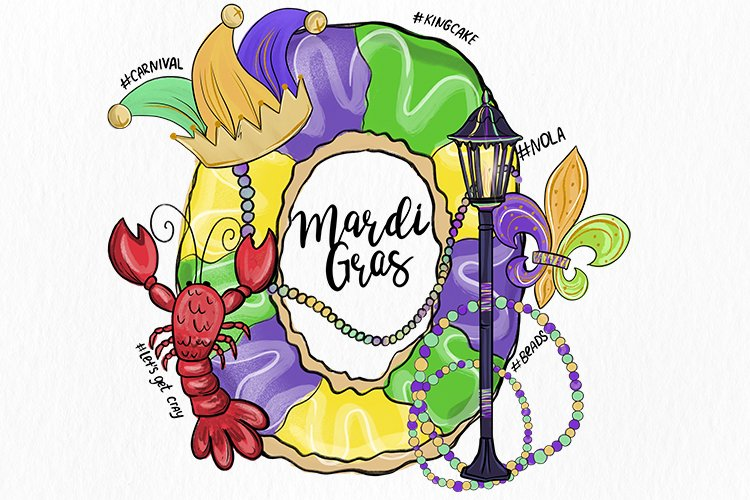 #KINGCAKE
#CARNIVAL
#NOLA
Mardi
Gras
#Let's get cray
#BEADS